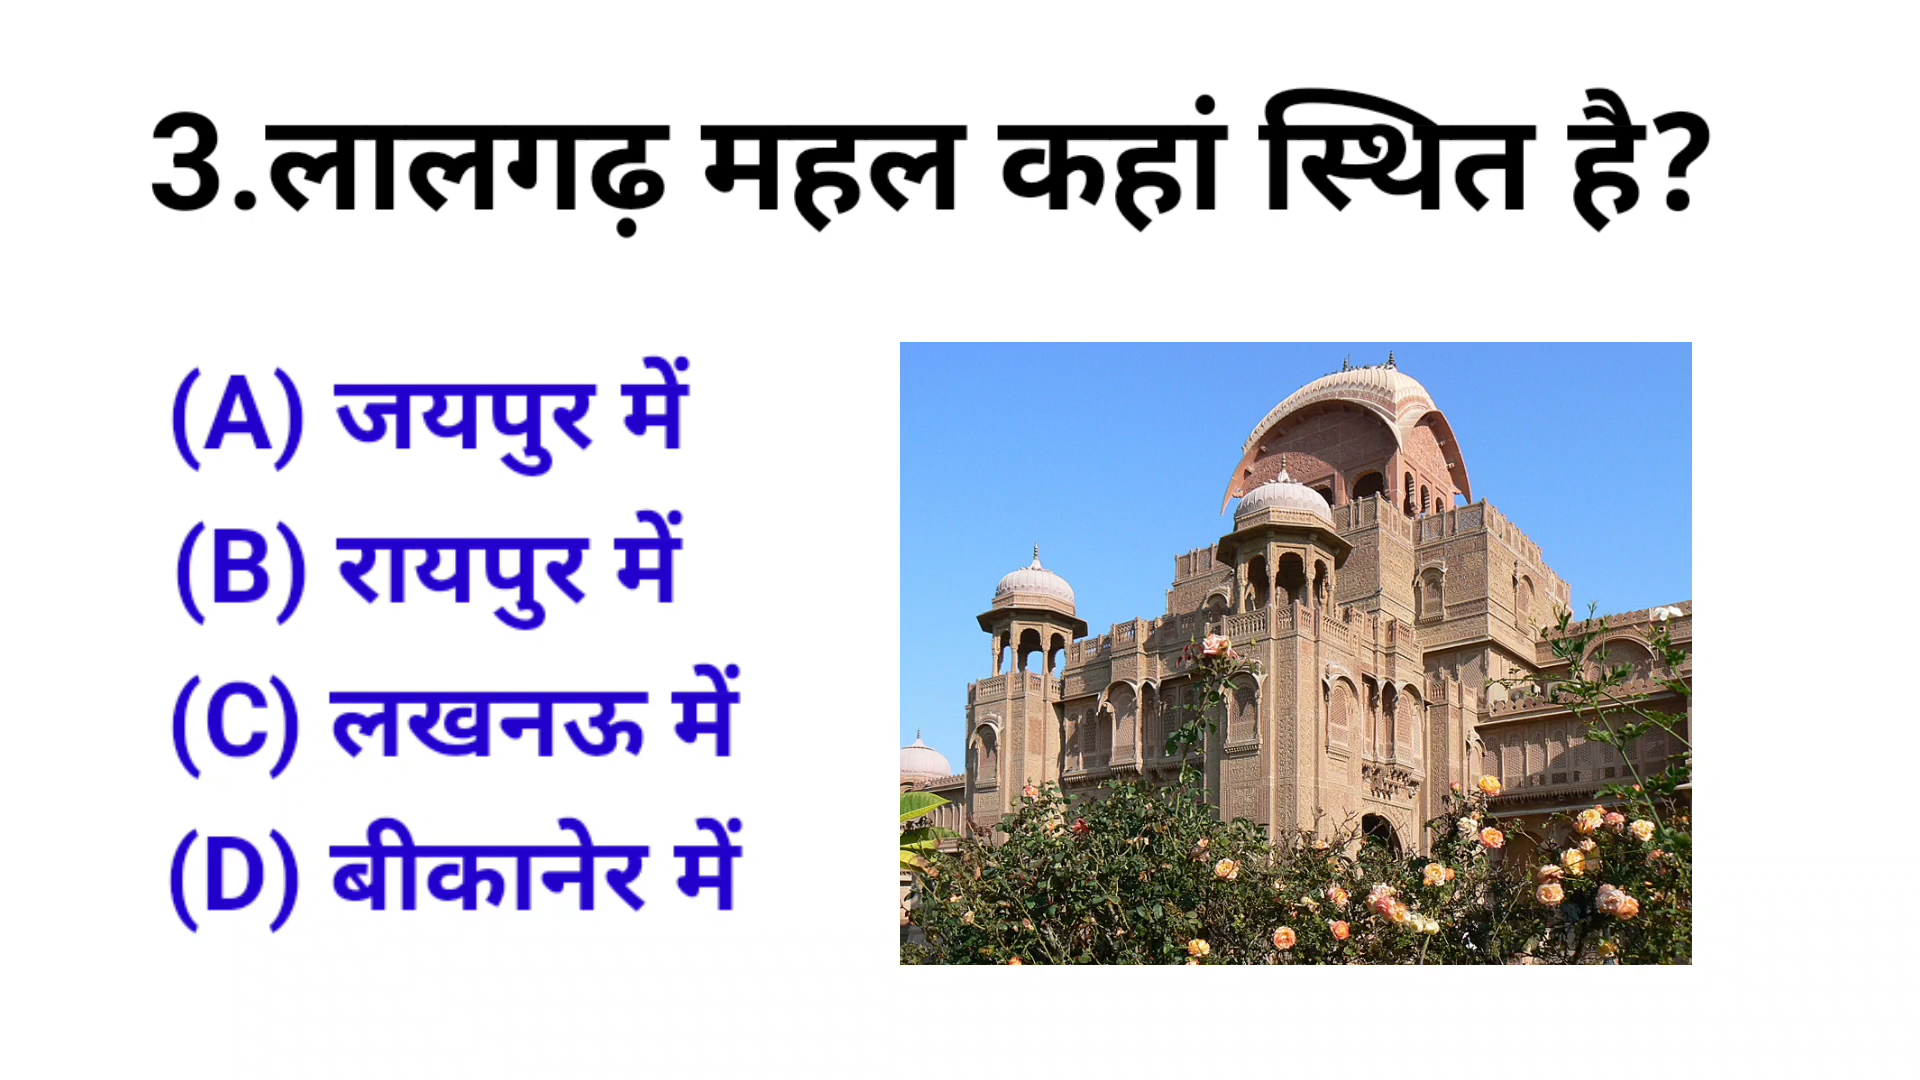 3.लालगढ़ महल कहां स्थित है?
(A) जयपुर में
(B) रायपुर में
(C) लखनऊ में
(D) बीकानेर में